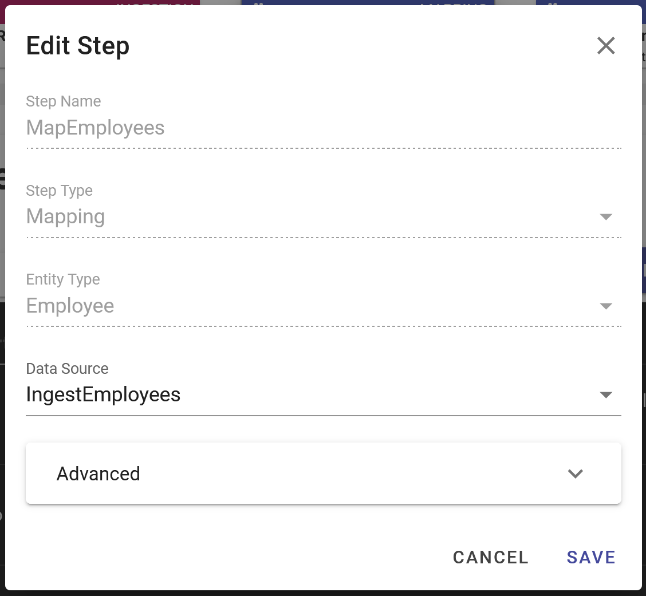 Edit Step
Step Name
MapEmployees
Step Type
Mapping
Entity Type
Employee
Data Source
IngestEmployees
Advanced
CANCEL SAVE